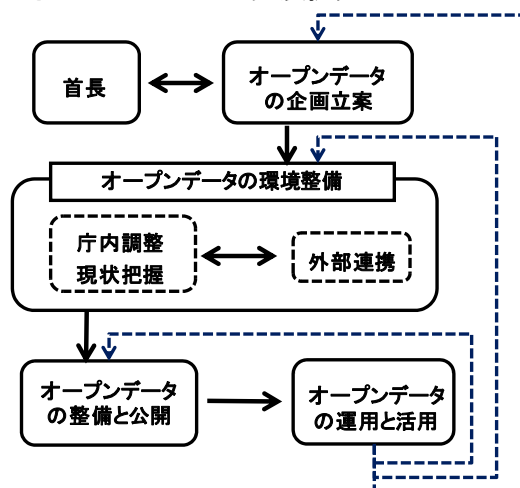 首長
オープンデータ
の企画立案
オープンデータの環境整備
庁内調整
現状把握
外部連携
オープンデータ
の整備と公開
オープンデータ
の運用と活用